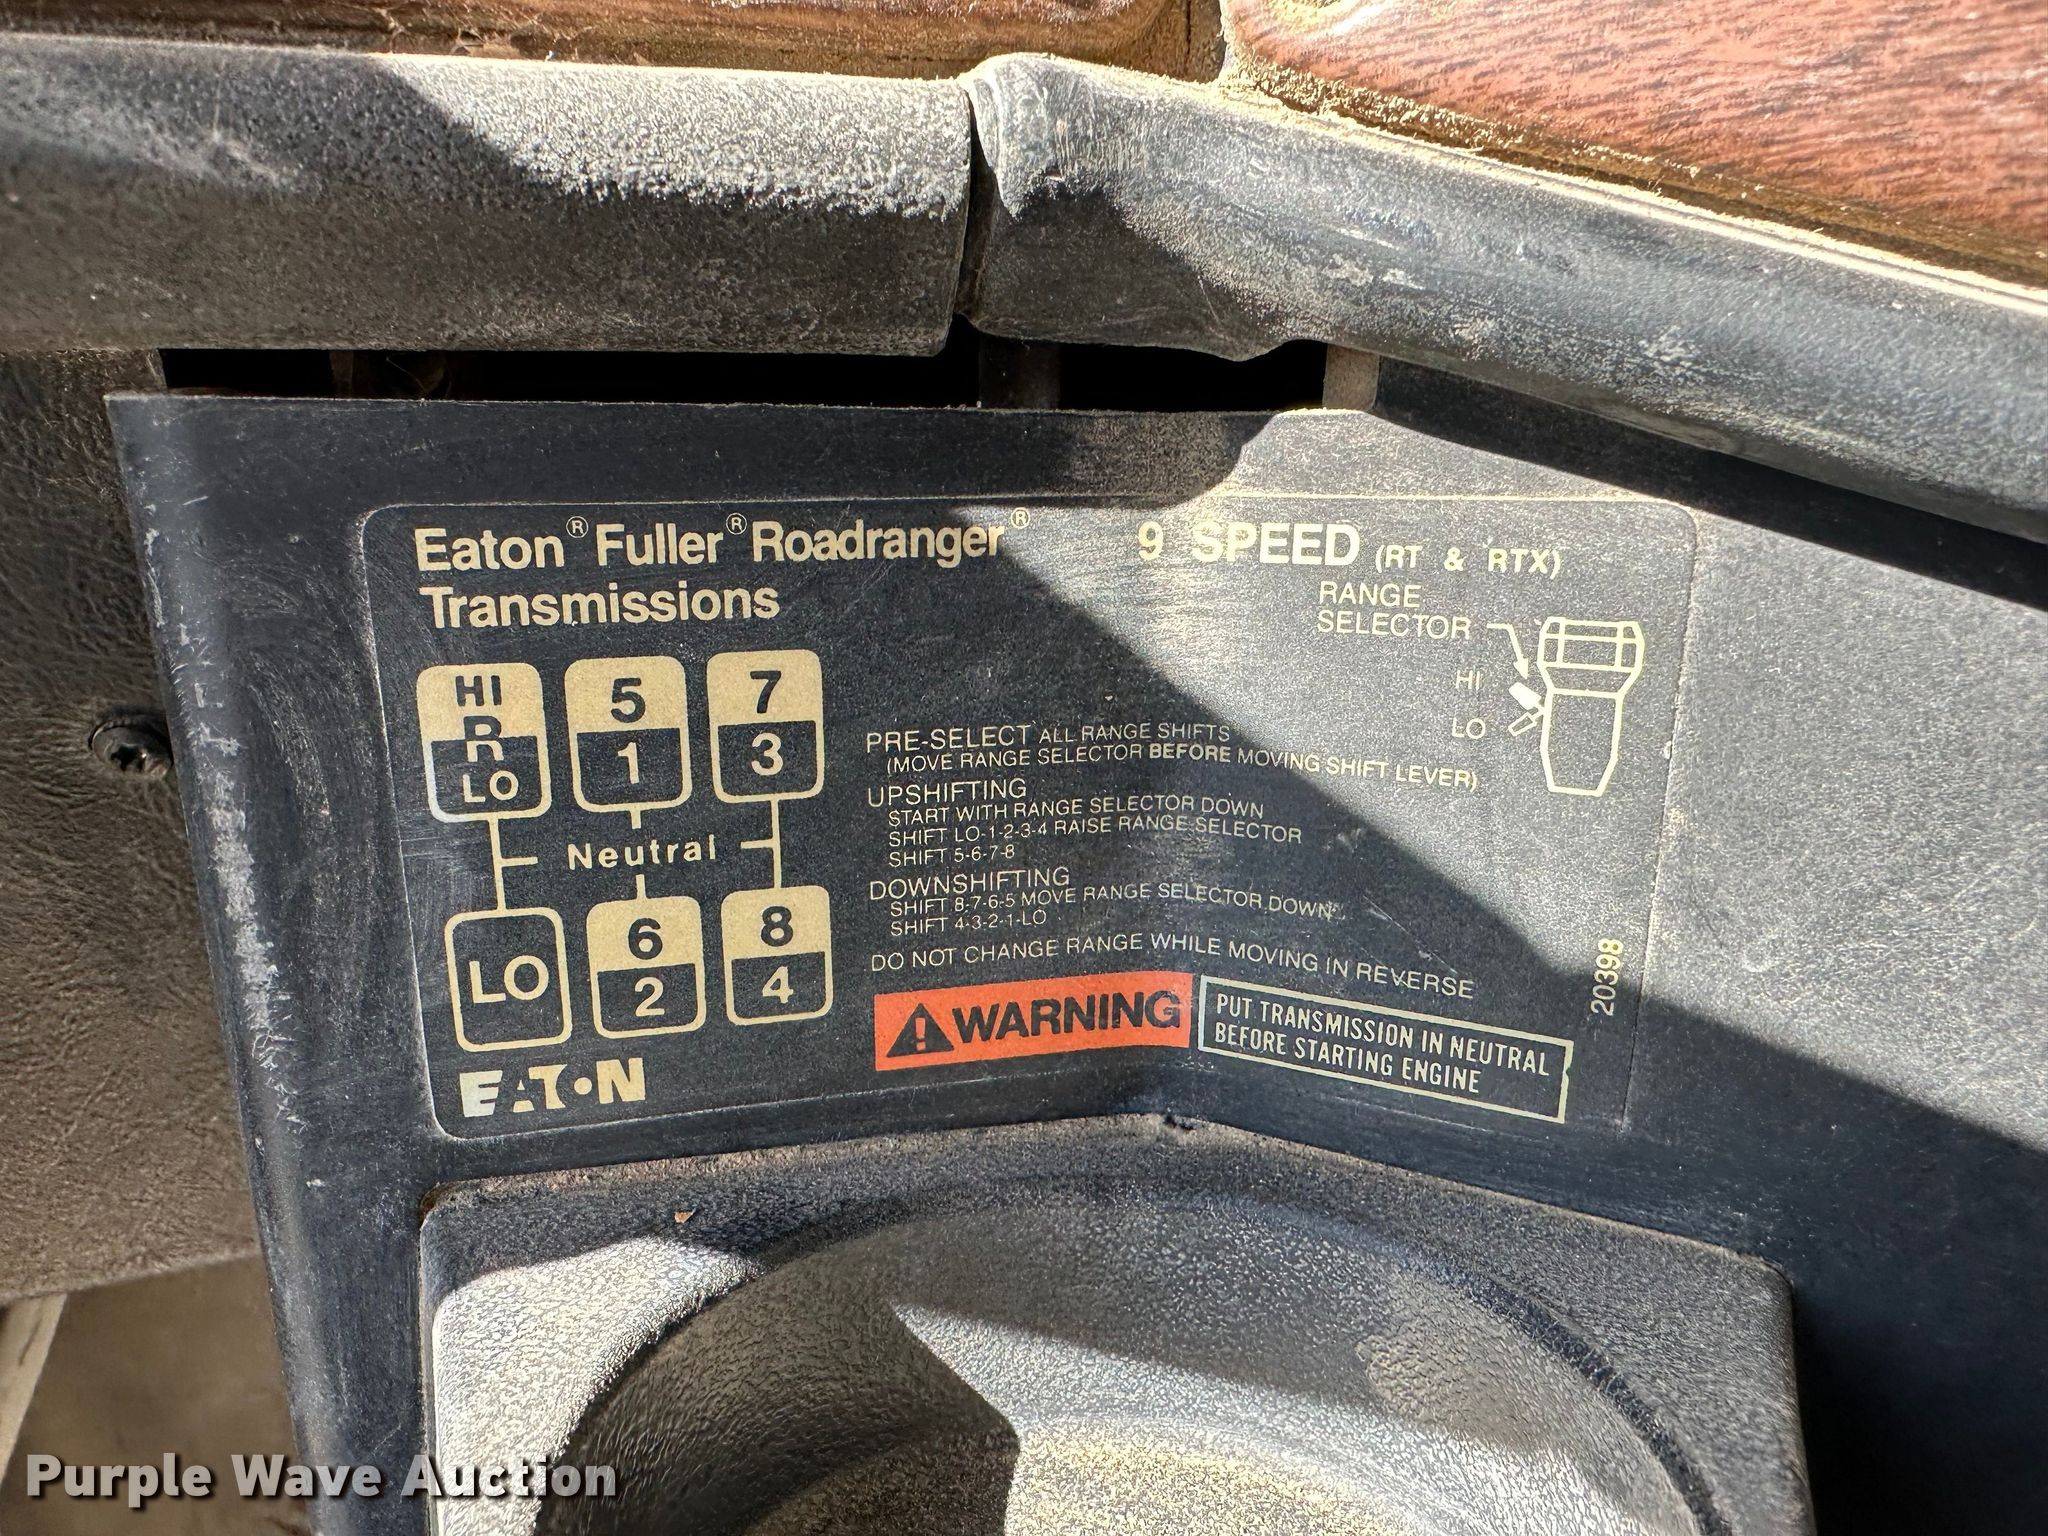 Eaton® Fuller® Roadranger® 9 SPEED (RT & RTX)
Transmissions
RANGE
SELECTOR
HI
LO
HI
R
LO
5
1
7
3
Neutral
LO
6
2
8
4
EATON
PRE-SELECT ALL RANGE SHIFTS
(MOVE RANGE SELECTOR BEFORE MOVING SHIFT LEVER)
UPSHIFTING
START WITH RANGE SELECTOR DOWN
SHIFT LO-1-2-3-4 RAISE RANGE SELECTOR
SHIFT 5-6-7-8
DOWNSHIFTING
SHIFT 8-7-6-5 MOVE RANGE SELECTOR DOWN
SHIFT 4-3-2-1-LO
DO NOT CHANGE RANGE WHILE MOVING IN REVERSE
WARNING
PUT TRANSMISSION IN NEUTRAL
BEFORE STARTING ENGINE
20398
Purple Wave Auction